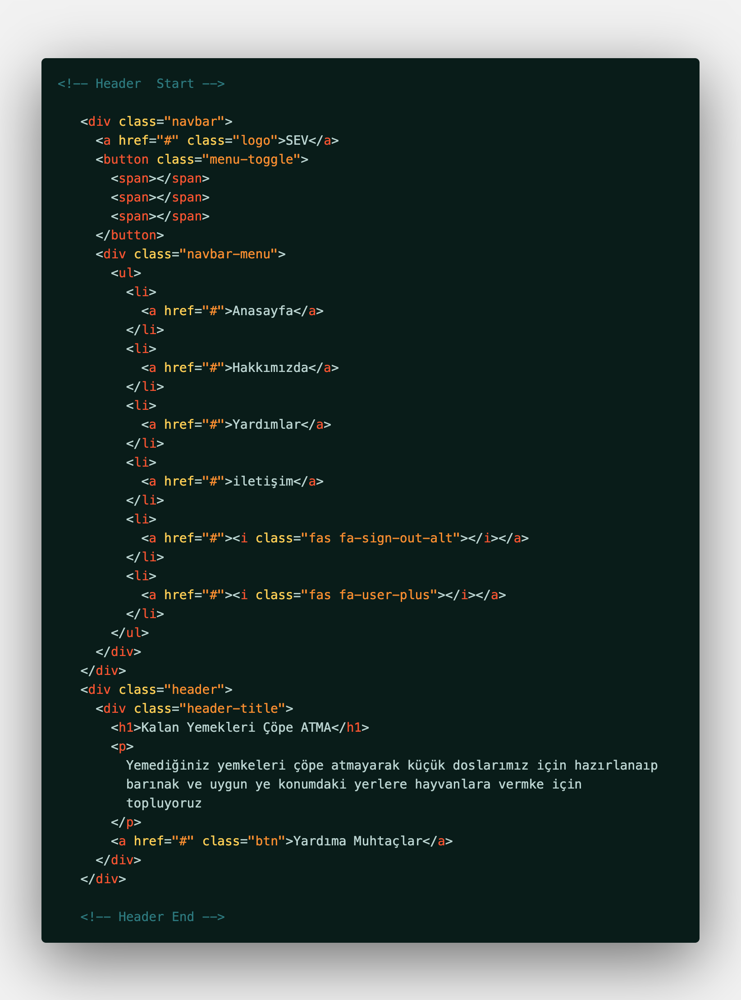 <!-- Header  Start -->

   <div class="navbar">
     <a href="#" class="logo">SEV</a>
     <button class="menu-toggle">
       <span></span>
       <span></span>
       <span></span>
     </button>
     <div class="navbar-menu">
       <ul>
         <li>
           <a href="#">Anasayfa</a>
         </li>
         <li>
           <a href="#">Hakkımızda</a>
         </li>
         <li>
           <a href="#">Yardımlar</a>
         </li>
         <li>
           <a href="#">iletişim</a>
         </li>
         <li>
           <a href="#"><i class="fas fa-sign-out-alt"></i></a>
         </li>
         <li>
           <a href="#"><i class="fas fa-user-plus"></i></a>
         </li>
       </ul>
     </div>
   </div>
   <div class="header">
     <div class="header-title">
       <h1>Kalan Yemekleri Çöpe ATMA</h1>
       <p>
         Yemediğiniz yemkeleri çöpe atmayarak küçük doslarımız için hazırlanaıp
         barınak ve uygun ye konumdaki yerlere hayvanlara vermke için
         topluyoruz
       </p>
       <a href="#" class="btn">Yardıma Muhtaçlar</a>
     </div>
   </div>

   <!-- Header End -->